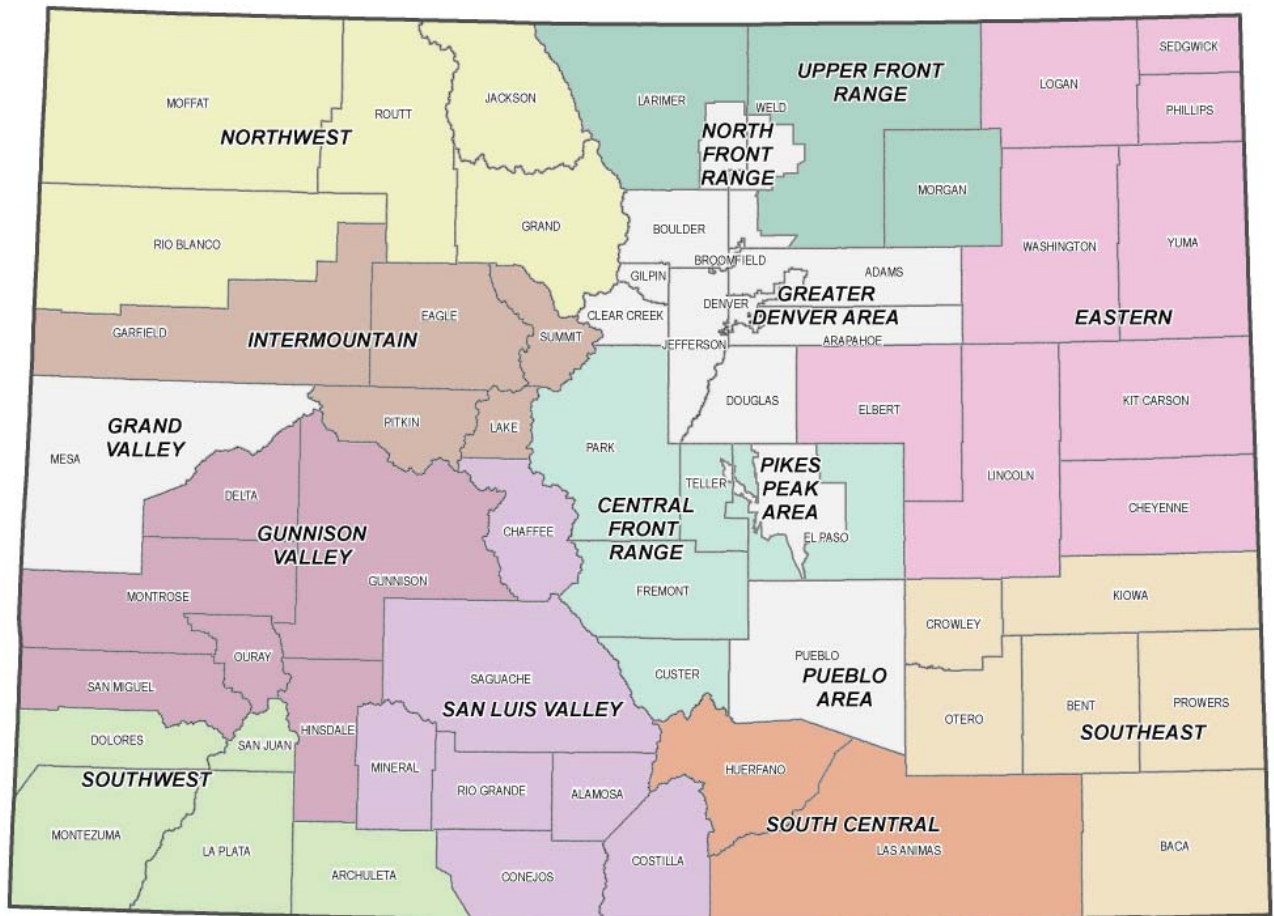 SEDGWICK
LOGAN
UPPER FRONT
RANGE
MOFFAT
JACKSON
LARIMER
WELD
PHILLIPS
ROUTT
NORTHWEST
NORTH
FRONT
RANGE
MORGAN
RIO BLANCO
GRAND
BOULDER
WASHINGTON
YUMA
BROOMFIELD
GILPIN
ADAMS
GREATER
DENVER AREA
DENVER
CLEAR CREEK
EAGLE
GARFIELD
INTERMOUNTAIN
SUMMIT
JEFFERSON
ARAPAHOE
EASTERN
DOUGLAS
ELBERT
KIT CARSON
PITKIN
LAKE
GRAND
VALLEY
MESA
PARK
PIKES
PEAK
AREA
LINCOLN
TELLER
DELTA
CENTRAL
FRONT
RANGE
CHEYENNE
GUNNISON
VALLEY
CHAFFEE
EL PASO
GUNNISON
MONTROSE
FREMONT
KIOWA
CROWLEY
OURAY
SAGUACHE
CUSTER
PUEBLO
PUEBLO
AREA
SAN MIGUEL
SAN LUIS VALLEY
OTERO
BENT
PROWERS
SOUTHEAST
HINSDALE
DOLORES
SAN JUAN
MINERAL
HUERFANO
SOUTHWEST
RIO GRANDE
ALAMOSA
MONTEZUMA
LA PLATA
SOUTH CENTRAL
LAS ANIMAS
BACA
COSTILLA
ARCHULETA
CONEJOS